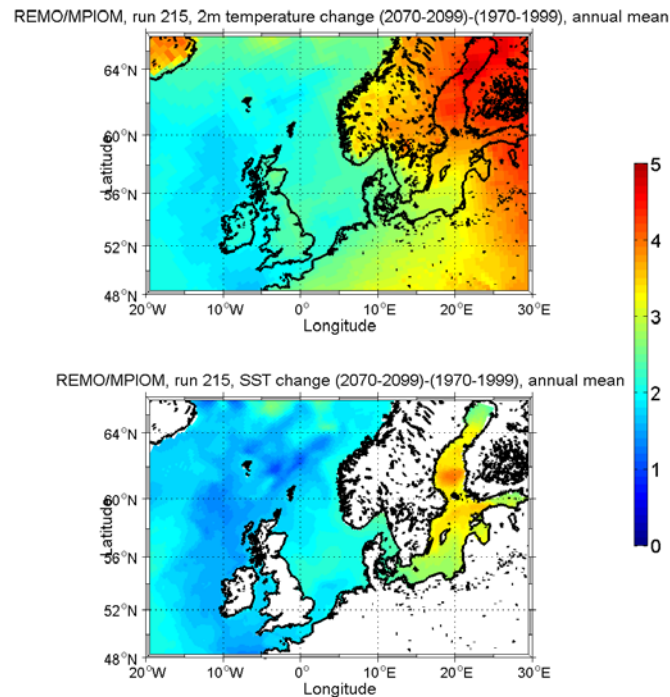 REMO/MPIOM, run 215, 2m temperature change (2070-2099)-(1970-1999), annual mean
64°N
60°N
56°N
52°N
48°N
Latitude
20°W 10°W 0° 10°E 20°E 30°E
Longitude
5
4
3
2
1
0
REMO/MPIOM, run 215, SST change (2070-2099)-(1970-1999), annual mean
64°N
60°N
56°N
52°N
48°N
Latitude
20°W 10°W 0° 10°E 20°E 30°E
Longitude